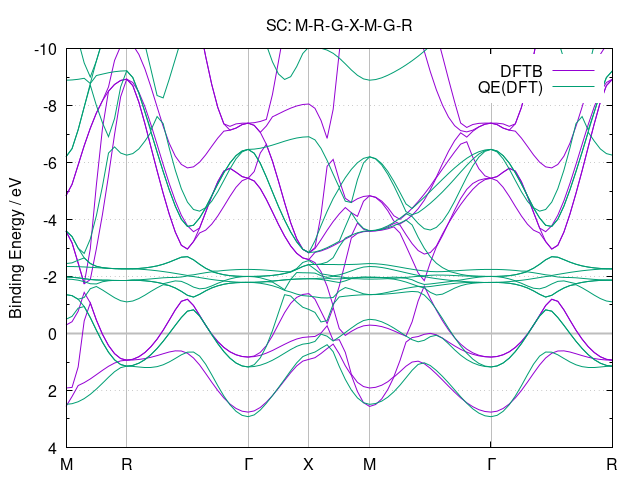 SC: M-R-G-X-M-G-R
-10
DFTB
QE(DFT)
-8
-6
-4
-2
0
2
4
Binding Energy / eV
M R Γ X M Γ R